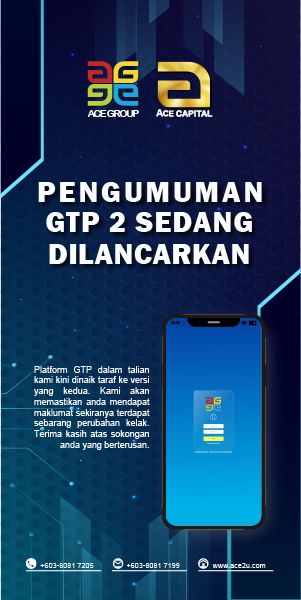 ACE GROUP
ACE CAPITAL
PENGUMUMAN
GTP 2 SEDANG
DILANCARKAN
Platform GTP dalam talian
kami kini dinaik taraf ke versi
yang kedua. Kami akan
memastikan anda mendapat
maklumat sekiranya terdapat
sebarang perubahan kelak.
Terima kasih atas sokongan
anda yang berterusan.
+603-8081 7205
+603-8081 7199
www.ace2u.com